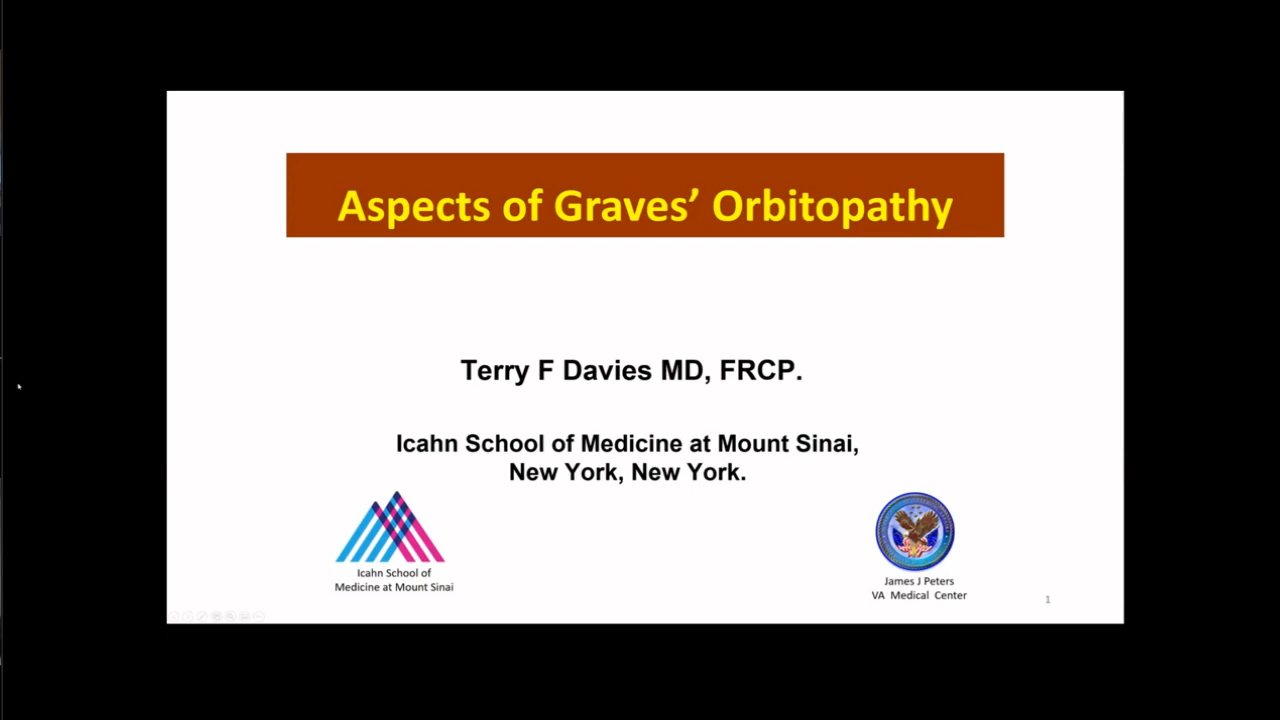 Aspects of Graves’ Orbitopathy
Terry F Davies MD, FRCP.
Icahn School of Medicine at Mount Sinai,
New York, New York.
Icahn School of
Medicine at Mount Sinai
James J Peters
VA Medical Center
1